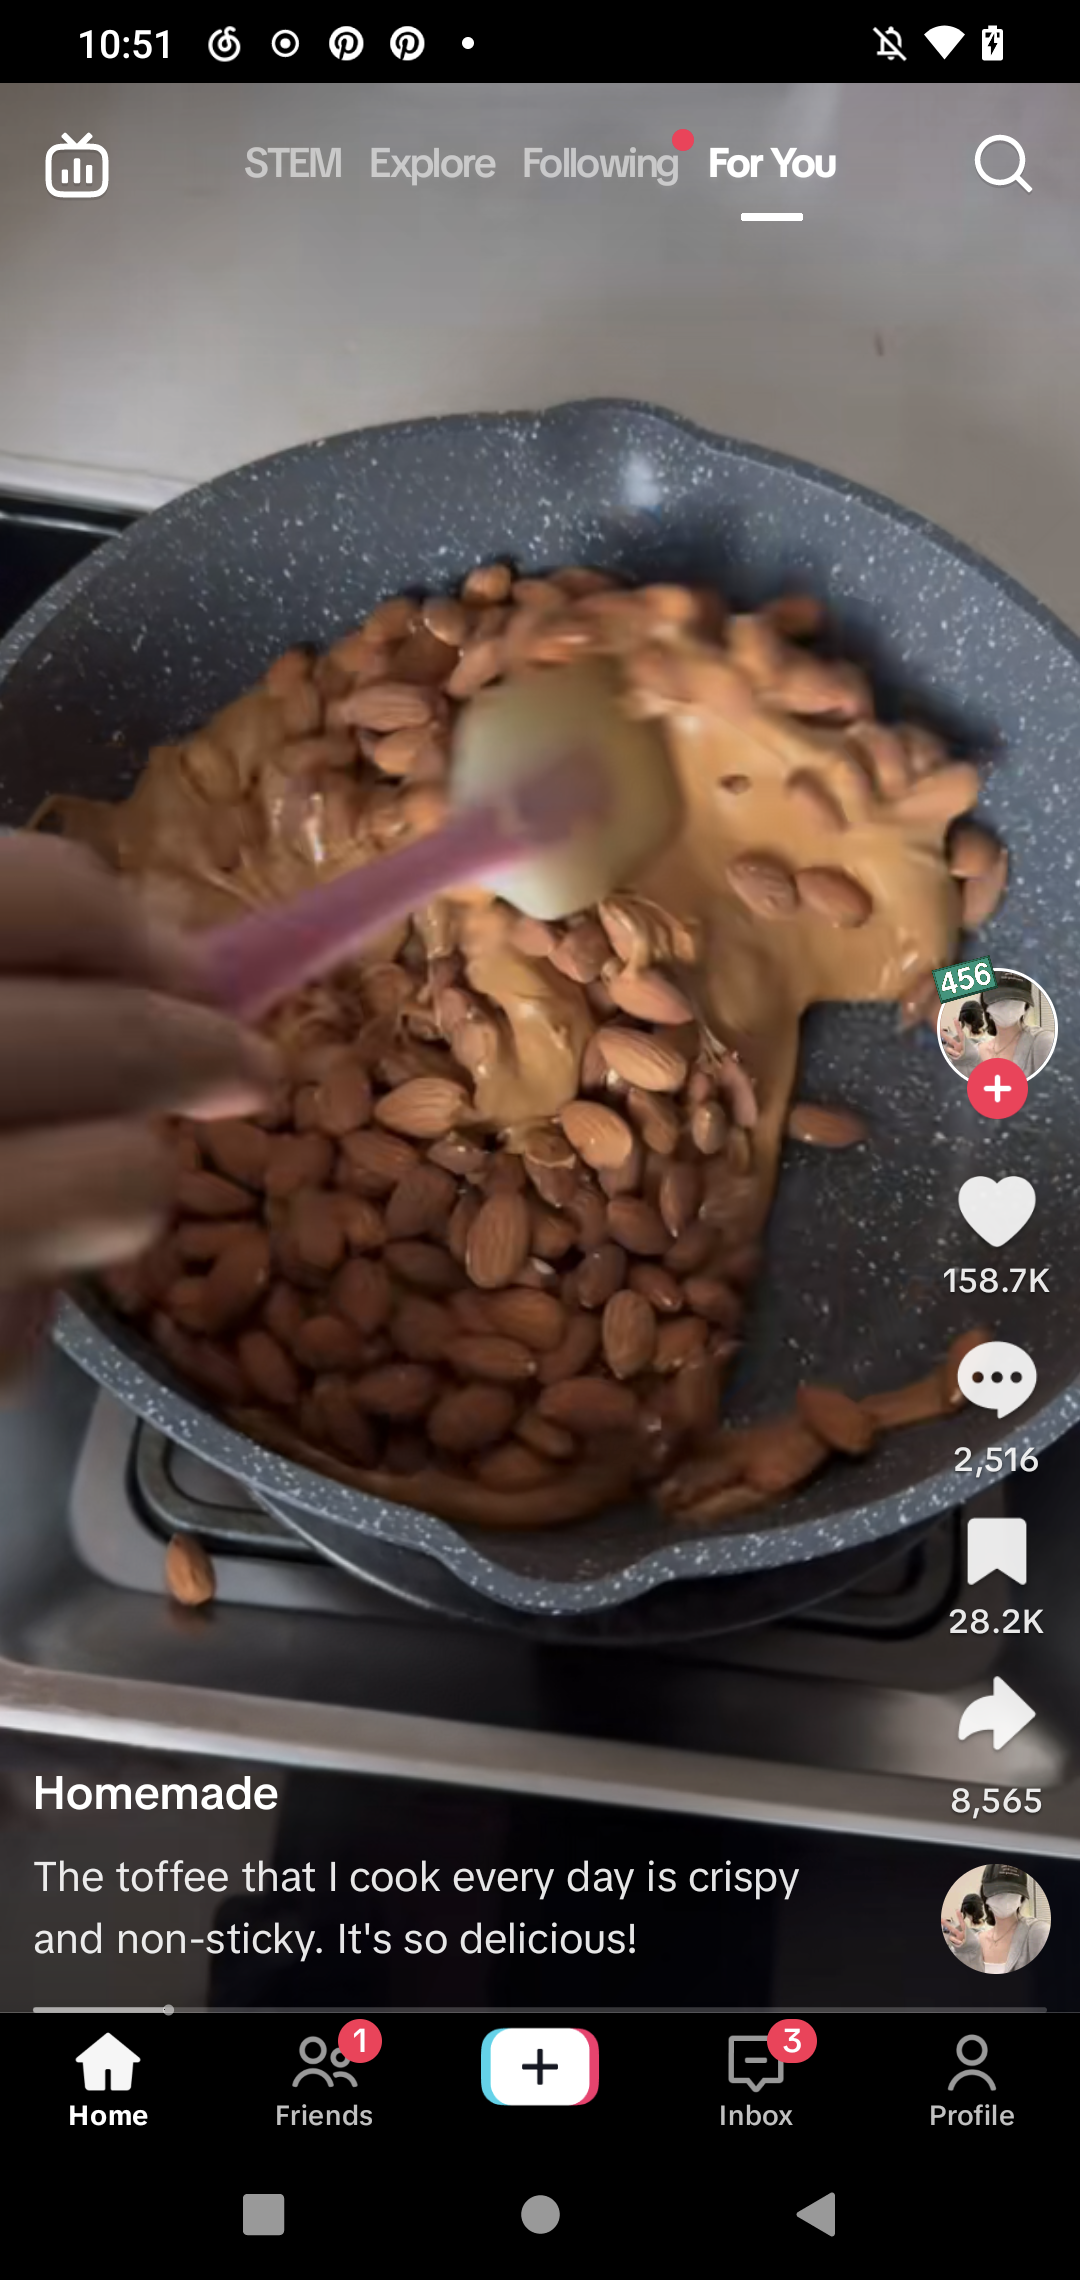 10:51
STEM Explore Following For You
456
158.7K
2,516
28.2K
8,565
Homemade
The toffee that I cook every day is crispy
and non-sticky. It's so delicious!
1
3
Home Friends Inbox Profile